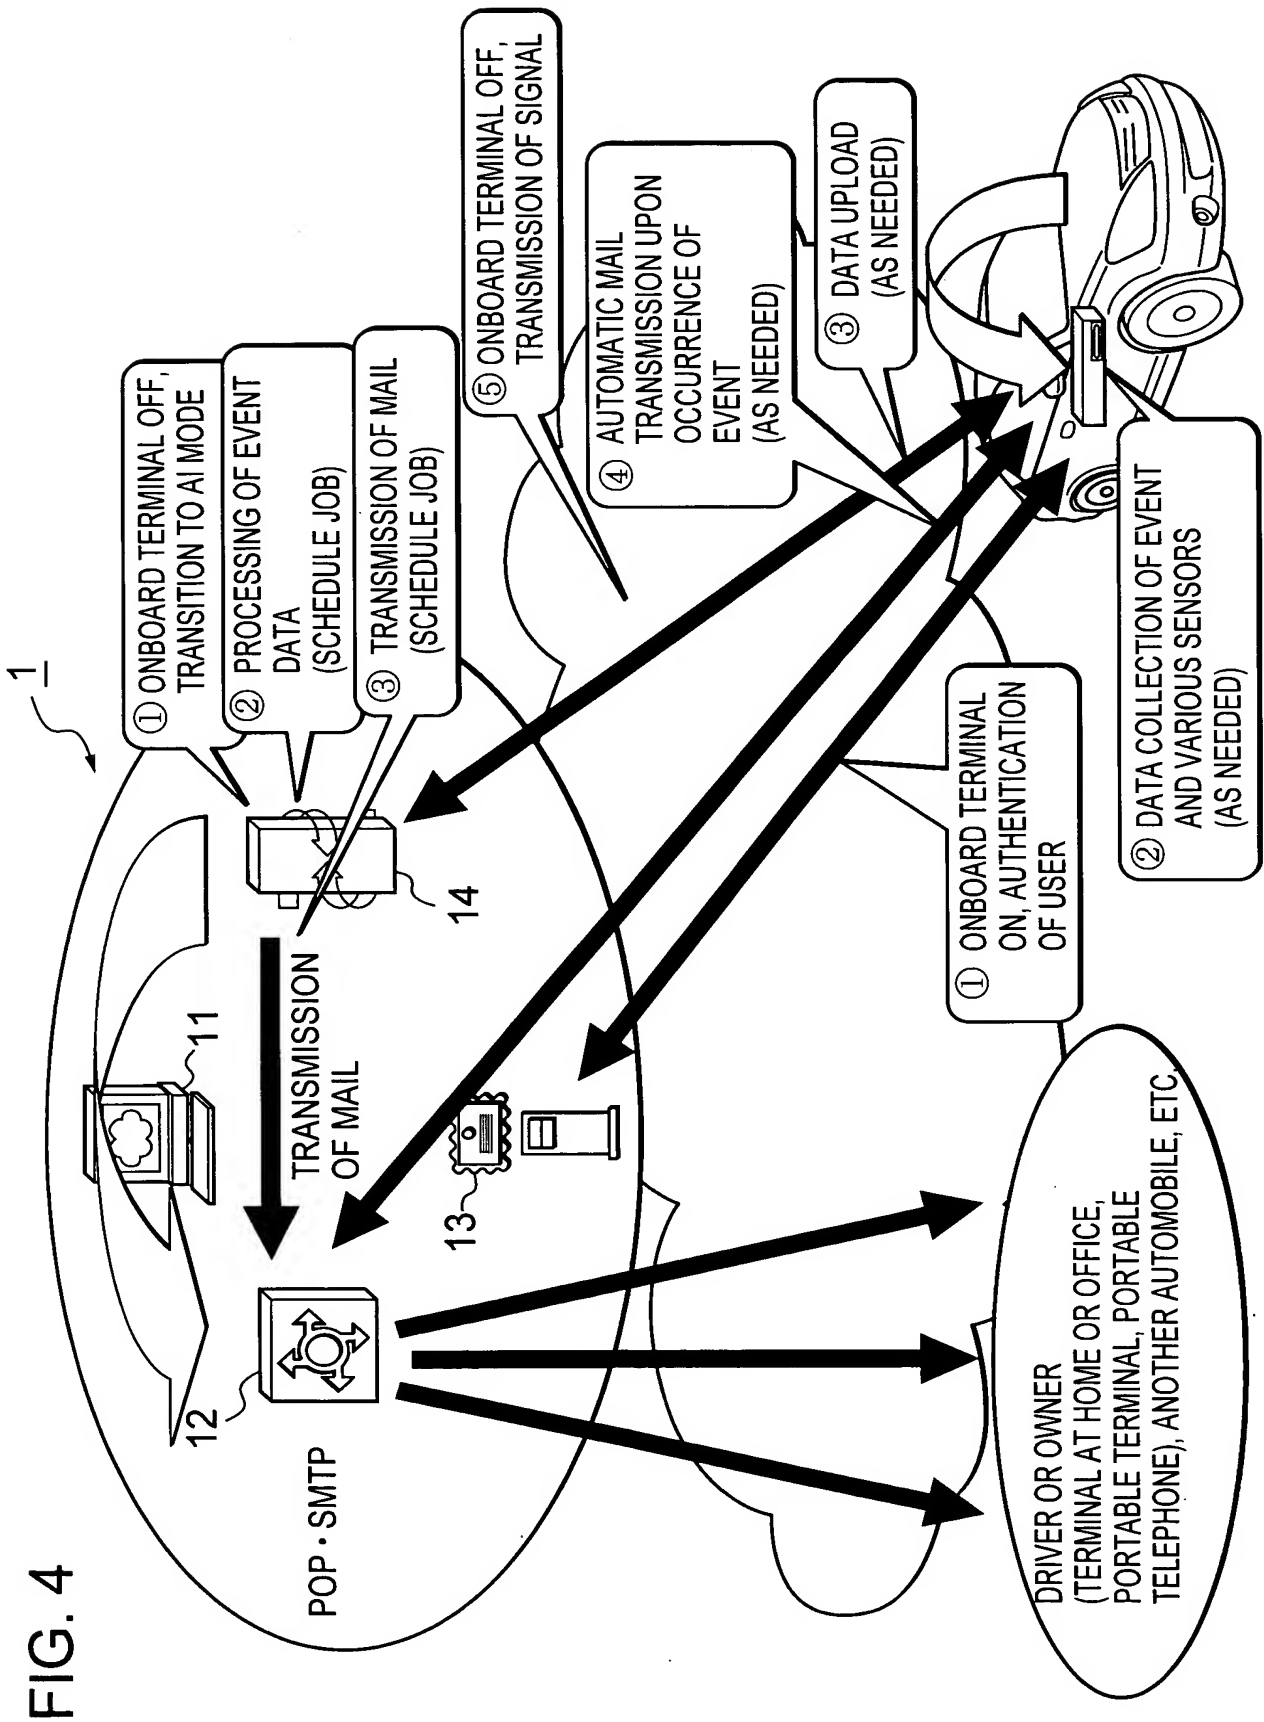 FIG. 4
1
① ONBOARD TERMINAL OFF,
TRANSITION TO AI MODE
② PROCESSING OF EVENT
DATA
(SCHEDULE JOB)
③ TRANSMISSION OF MAIL
(SCHEDULE JOB)
⑤ ONBOARD TERMINAL OFF,
TRANSMISSION OF SIGNAL
④ AUTOMATIC MAIL
TRANSMISSION UPON
OCCURRENCE OF
EVENT
(AS NEEDED)
③ DATA UPLOAD
(AS NEEDED)
11
12
POP・SMTP
TRANSMISSION
OF MAIL
14
13
① ONBOARD TERMINAL
ON, AUTHENTICATION
OF USER
② DATA COLLECTION OF EVENT
AND VARIOUS SENSORS
(AS NEEDED)
DRIVER OR OWNER
(TERMINAL AT HOME OR OFFICE,
PORTABLE TERMINAL, PORTABLE
TELEPHONE), ANOTHER AUTOMOBILE, ETC.